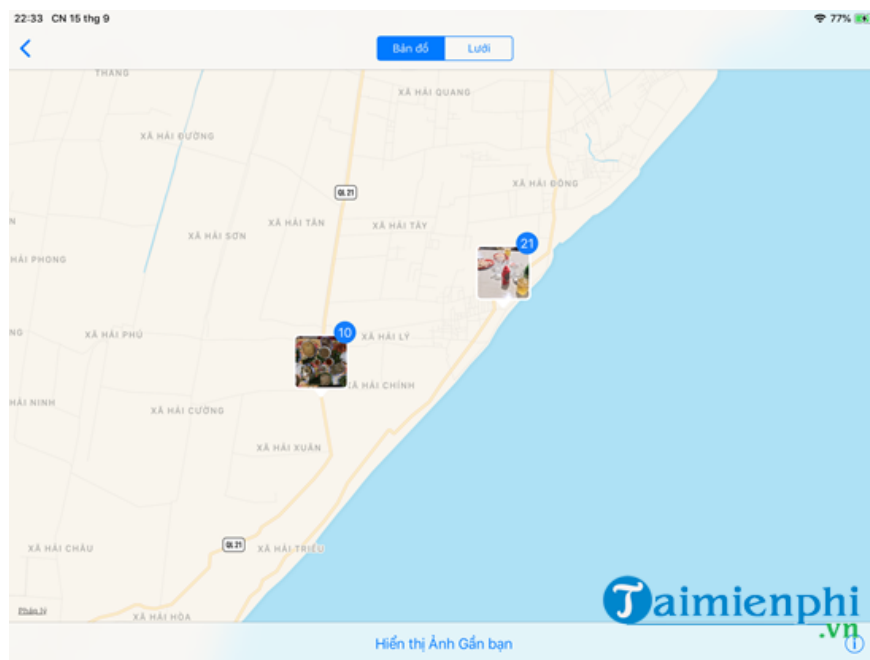 22:33 CN 15 thg 9
77%
Bản đồ Lưới
THANG
XÃ HẢI QUANG
XÃ HẢI ĐƯỜNG
QL 21
XÃ HẢI ĐÔNG
XÃ HẢI TÂN
XÃ HẢI TÂY
XÃ HẢI SƠN
21
HẢI PHONG
10
NG
XÃ HẢI PHÚ
XÃ HẢI LÝ
XÃ HẢI CHÍNH
HẢI NINH
XÃ HẢI CƯỜNG
XÃ HẢI XUÂN
QL 21
XÃ HẢI CHÂU
XÃ HẢI TRIỀU
Pháp lý
XÃ HẢI HÒA
Taimienphi
.vn
Hiển thị Ảnh Gần bạn